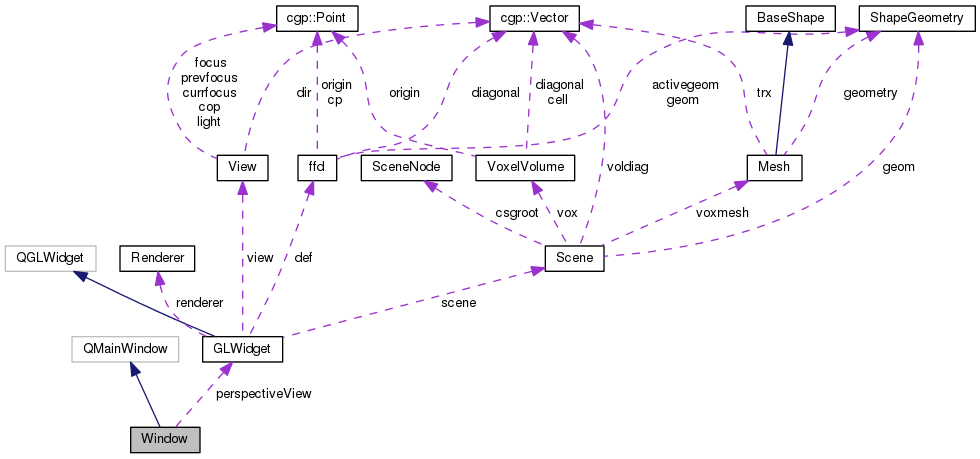 cgp::Point
cgp::Vector
BaseShape
ShapeGeometry
focus
prevfocus
currfocus
cop
light
dir
origin
cp
origin
diagonal
diagonal
cell
activegeom
geom
trx
geometry
View
ffd
SceneNode
VoxelVolume
voldiag
Mesh
geom
csgroot
vox
voxmesh
QGLWidget
Renderer
view
def
Scene
renderer
scene
QMainWindow
GLWidget
perspectiveView
Window